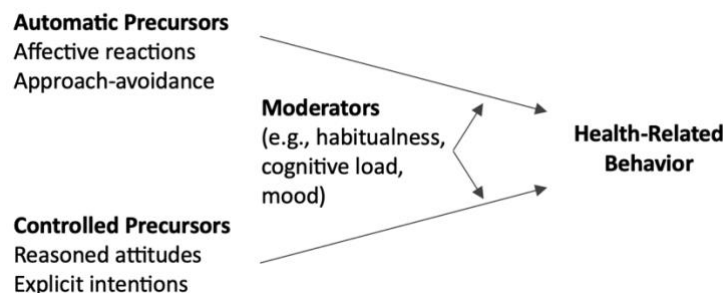 Automatic Precursors
Affective reactions
Approach-avoidance
Moderators
(e.g., habitualness,
cognitive load,
mood)
Health-Related
Behavior
Controlled Precursors
Reasoned attitudes
Explicit intentions